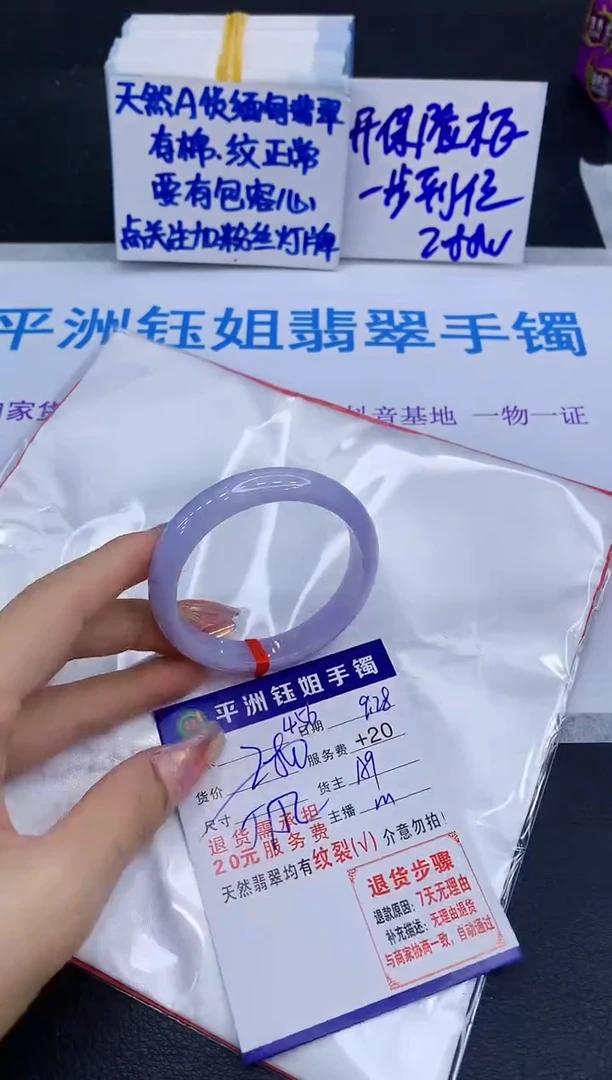 天然A货缅甸翡翠
有棉、纹正常
要有包容心
点关注加粉丝灯牌
开保险柜
一步到位
平洲钰姐翡翠手镯
抖音基地 一物一证
平洲钰姐手镯
456 日期 9.28
货价 280 服务费 +20
尺寸 货主 A9
主播 m
退货需承担
20元服务费
天然翡翠均有纹裂(√) 介意勿拍!
退货步骤
退款原因:7天无理由
补充描述:无理由退货
与商家协商一致,自动通过